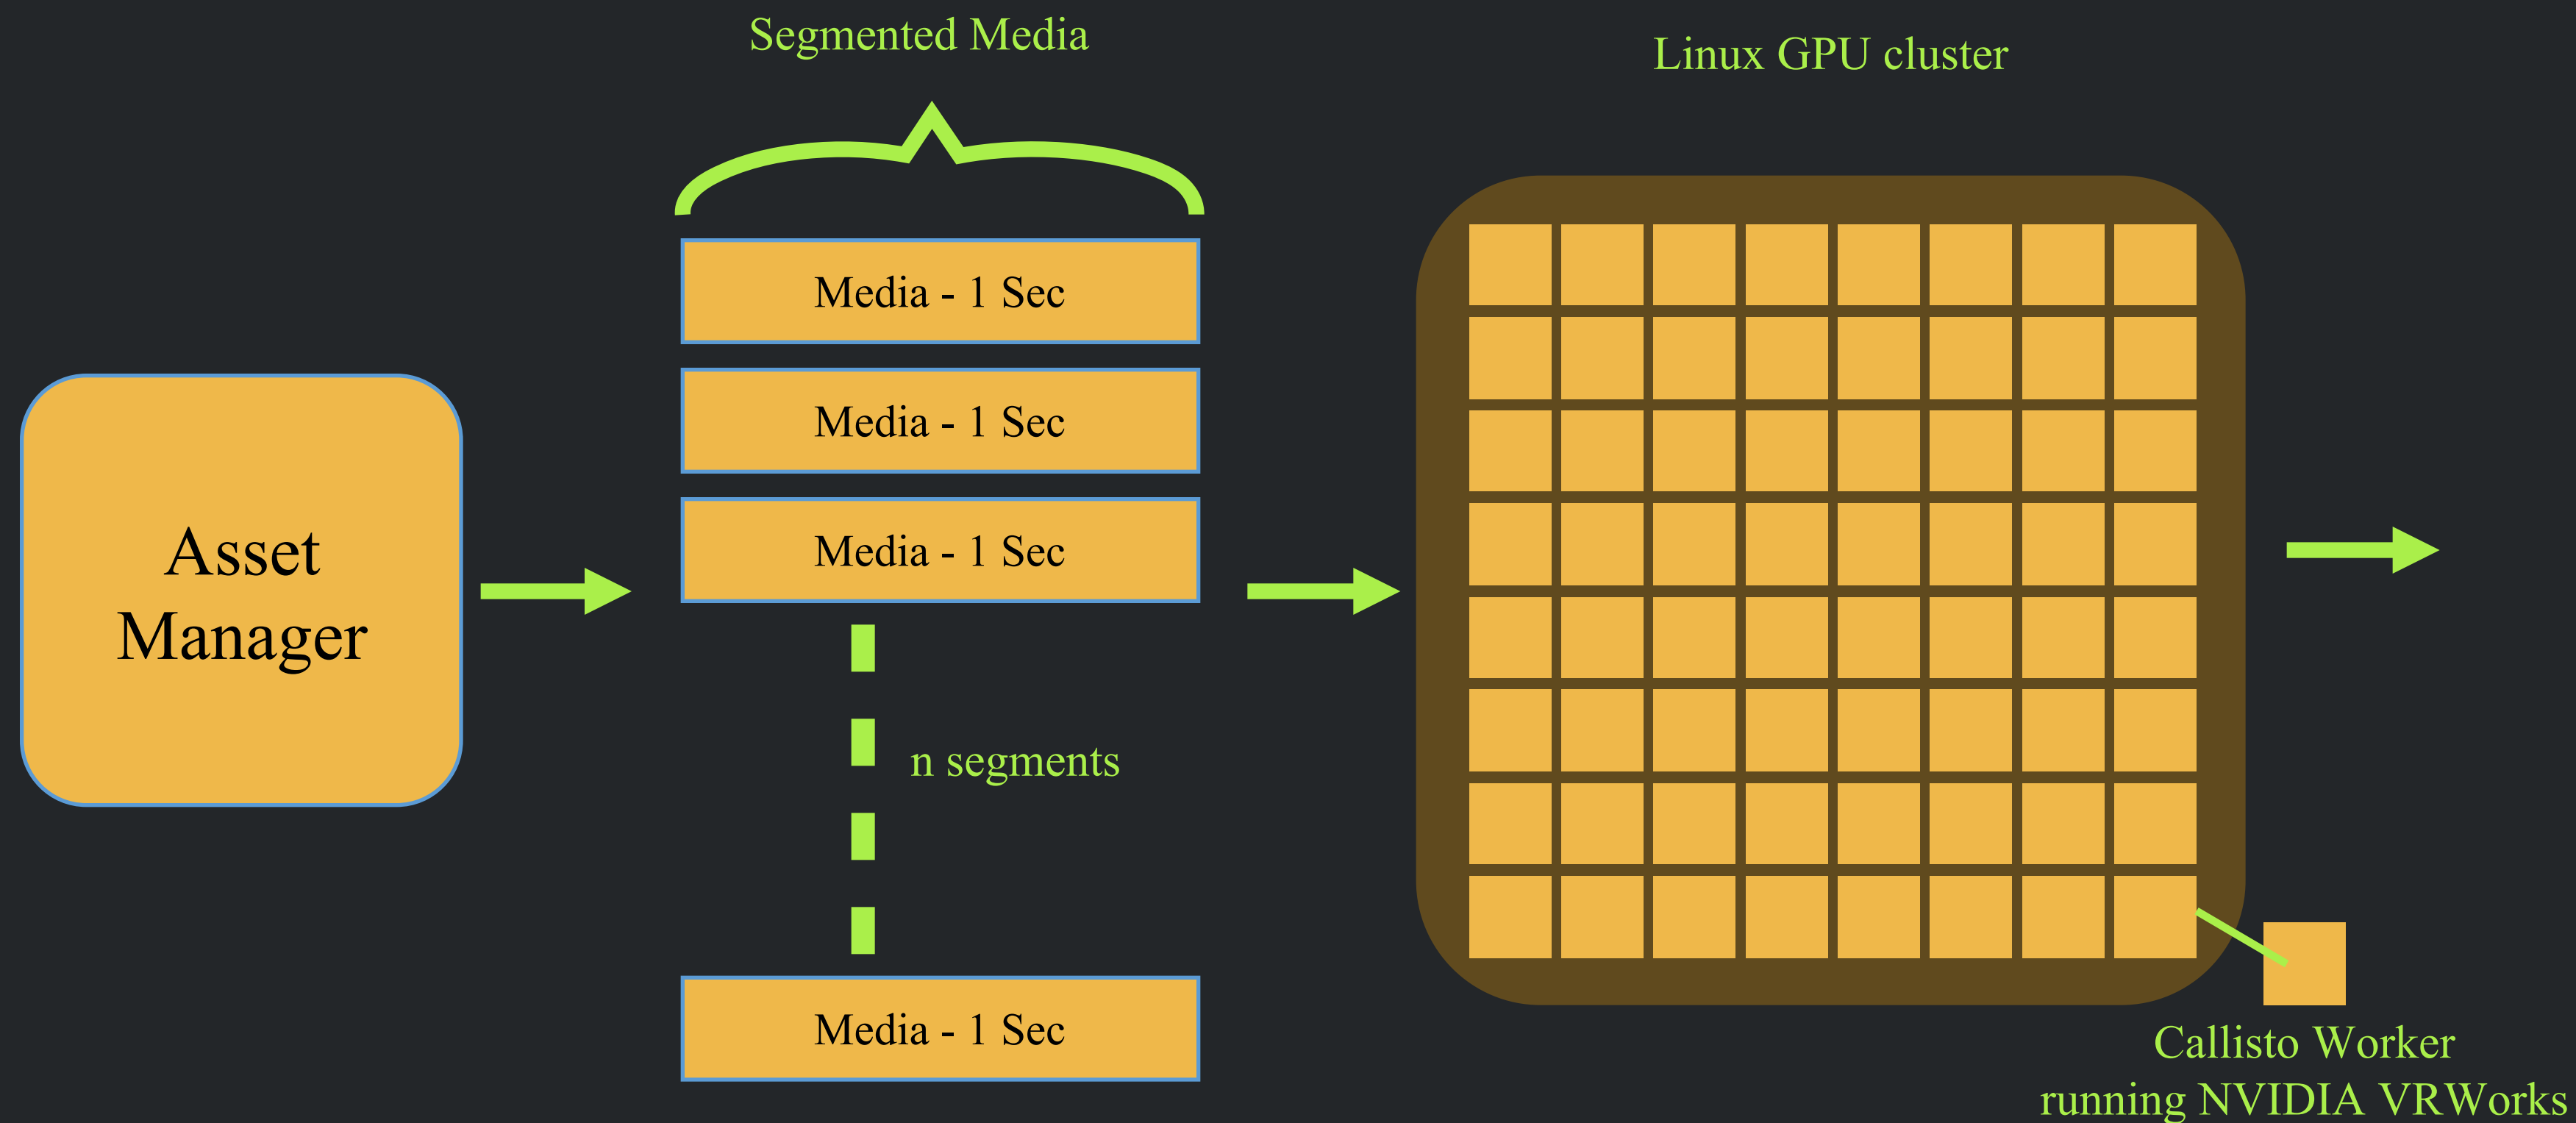 Segmented Media
Linux GPU cluster
Media - 1 Sec
Media - 1 Sec
Media - 1 Sec
Asset
Manager
n segments
Media - 1 Sec
Callisto Worker
running NVIDIA VRWorks